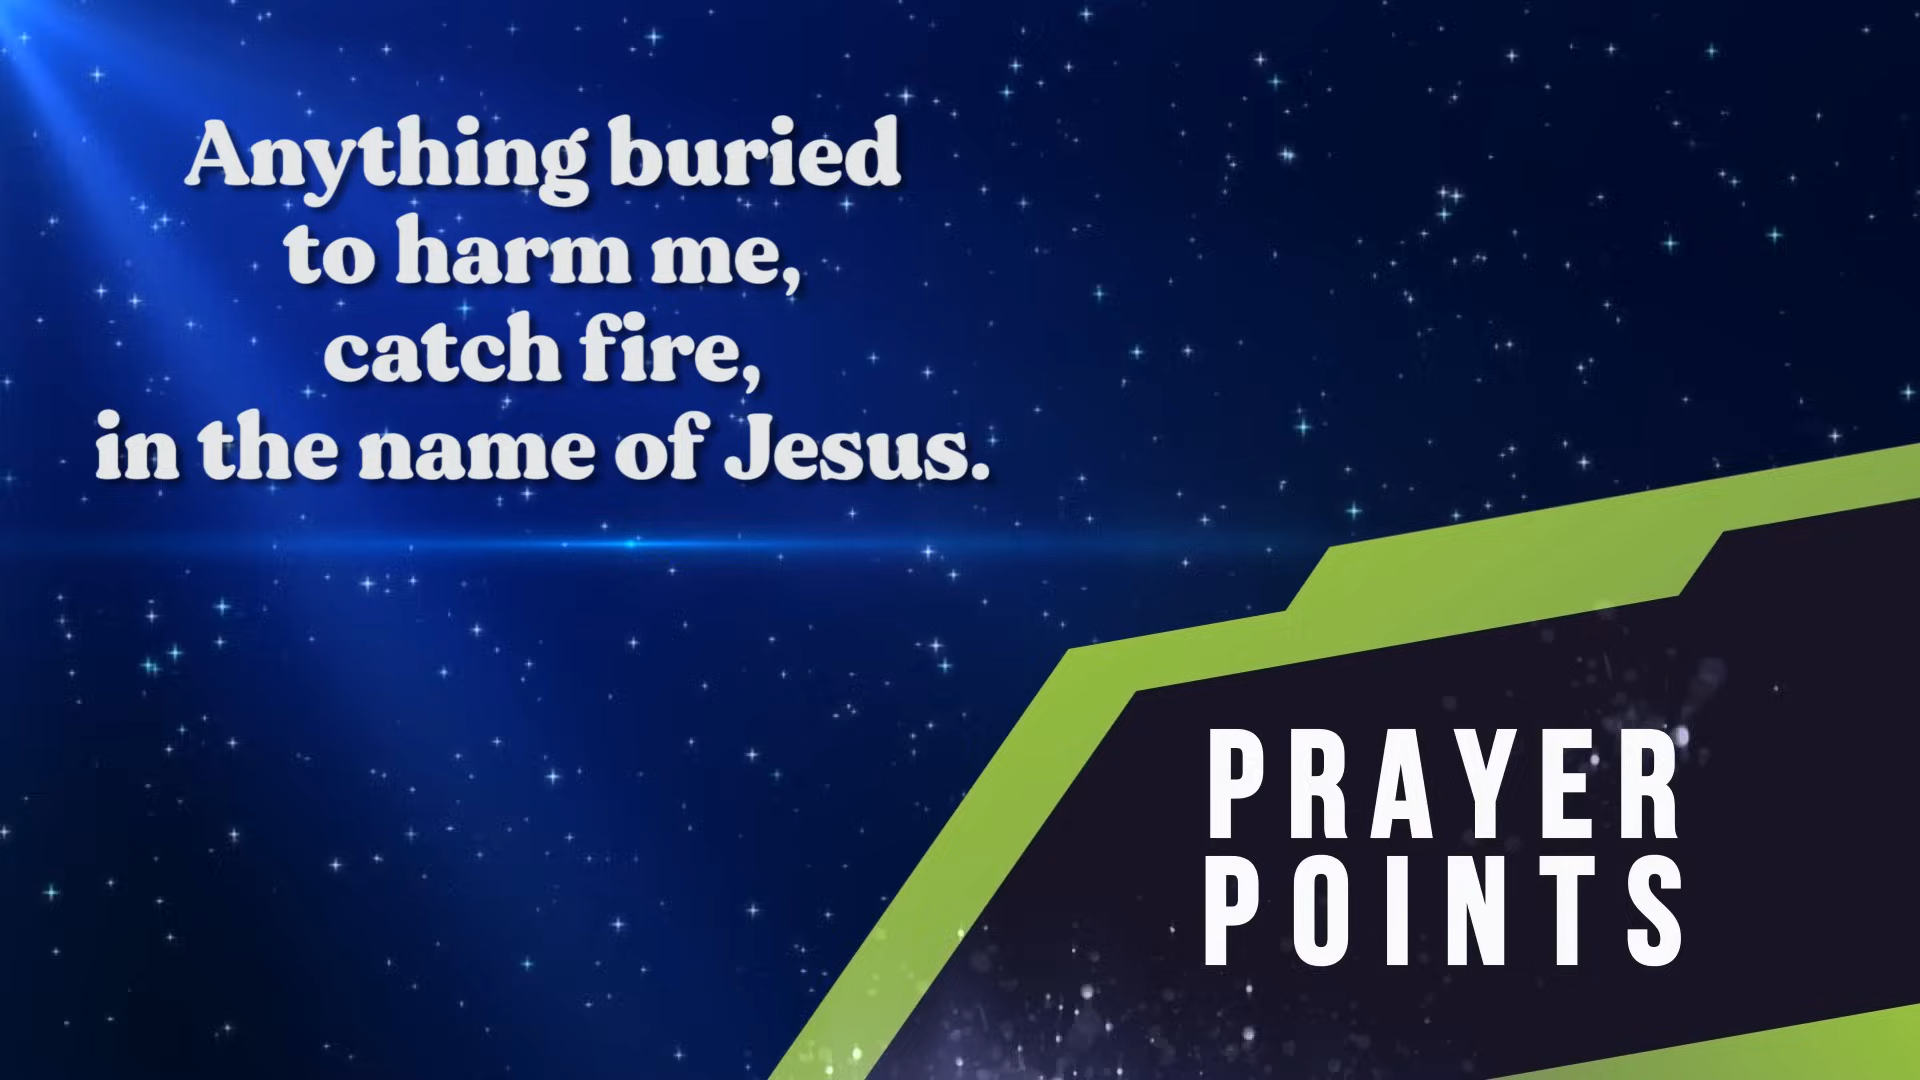 Anything buried
to harm me,
catch fire,
in the name of Jesus.
PRAYER
POINTS